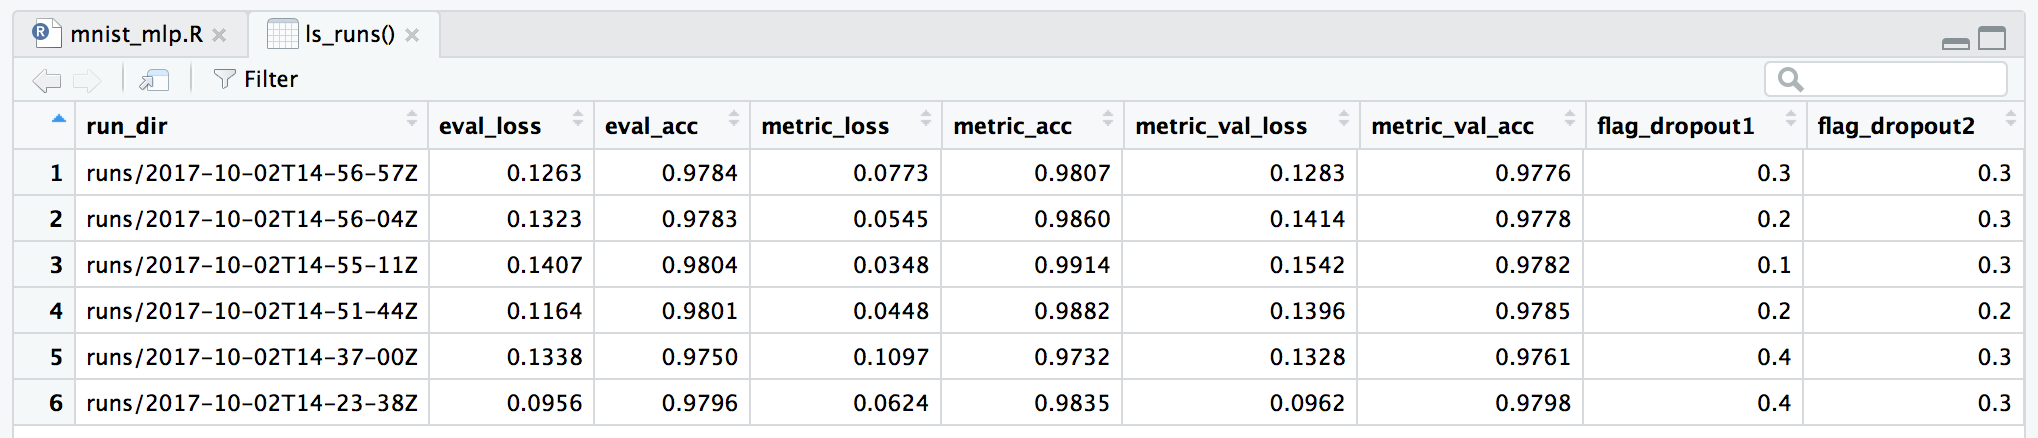 R mnist_mlp.R ls_runs()
Filter
run_dir eval_loss eval_acc metric_loss metric_acc metric_val_loss metric_val_acc flag_dropout1 flag_dropout2
1 runs/2017-10-02T14-56-57Z 0.1263 0.9784 0.0773 0.9807 0.1283 0.9776 0.3 0.3
2 runs/2017-10-02T14-56-04Z 0.1323 0.9783 0.0545 0.9860 0.1414 0.9778 0.2 0.3
3 runs/2017-10-02T14-55-11Z 0.1407 0.9804 0.0348 0.9914 0.1542 0.9782 0.1 0.3
4 runs/2017-10-02T14-51-44Z 0.1164 0.9801 0.0448 0.9882 0.1396 0.9785 0.2 0.2
5 runs/2017-10-02T14-37-00Z 0.1338 0.9750 0.1097 0.9732 0.1328 0.9761 0.4 0.3
6 runs/2017-10-02T14-23-38Z 0.0956 0.9796 0.0624 0.9835 0.0962 0.9798 0.4 0.3